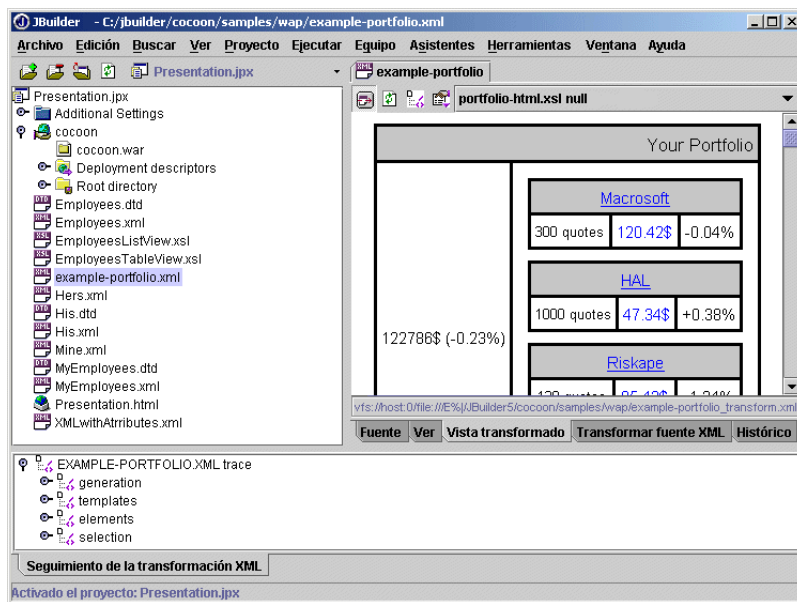 JBuilder - C:/jbuilder/cocoon/samples/wap/example-portfolio.xml
Archivo Edición Buscar Ver Proyecto Ejecutar Equipo Asistentes Herramientas Ventana Ayuda
Presentation.jpx
example-portfolio
Presentation.jpx
Additional Settings
cocoon
cocoon.war
Deployment descriptors
Root directory
Employees.dtd
Employees.xml
EmployeesListView.xsl
EmployeesTableView.xsl
example-portfolio.xml
Hers.xml
His.dtd
His.xml
Mine.xml
MyEmployees.dtd
MyEmployees.xml
Presentation.html
XMLwithAtrributes.xml
portfolio-html.xsl null
Your Portfolio
122786$ (-0.23%)
Macrosoft
300 quotes 120.42$ -0.04%
HAL
1000 quotes 47.34$ +0.38%
Riskape
vfs://host:0/file:///E%|/JBuilder5/cocoon/samples/wap/example-portfolio_transform.xml
Fuente Ver Vista transformado Transformar fuente XML Histórico
EXAMPLE-PORTFOLIO.XML trace
generation
templates
elements
selection
Seguimiento de la transformación XML
Activado el proyecto: Presentation.jpx